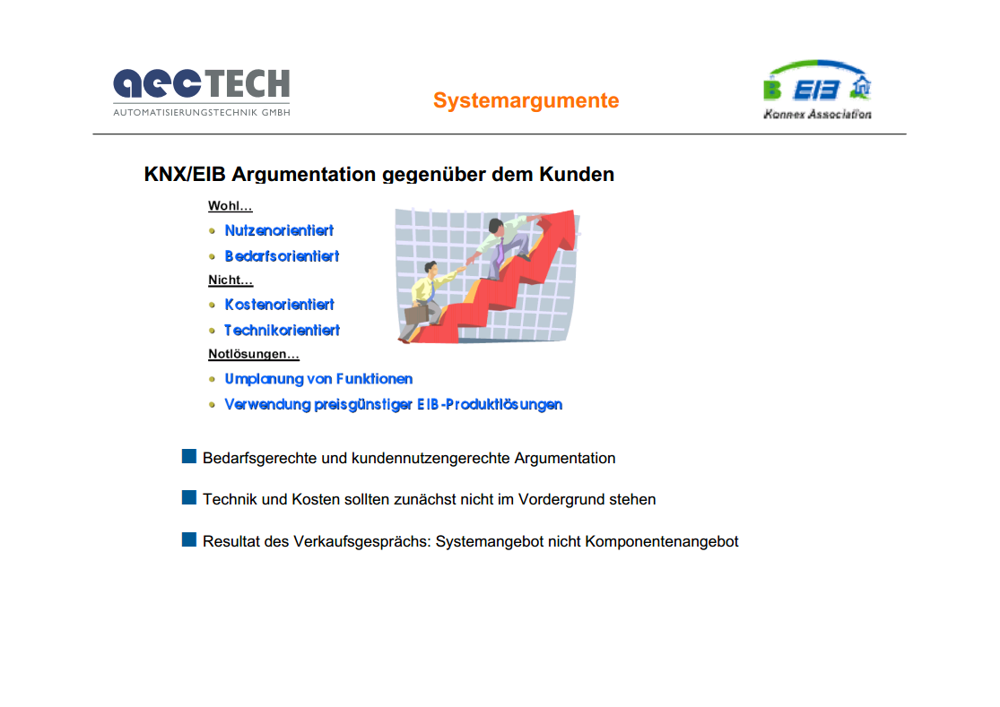 aecTECH
AUTOMATISIERUNGSTECHNIK GMBH
Systemargumente
B EIB
Konnex Association
KNX/EIB Argumentation gegenüber dem Kunden
Wohl...
• Nutzenorientiert
• Bedarfsorientiert
Nicht...
• Kostenorientiert
• Technikorientiert
Notlösungen...
• Umplanung von Funktionen
• Verwendung preisgünstiger EIB-Produktlösungen
Bedarfsgerechte und kundennutzengerechte Argumentation
Technik und Kosten sollten zunächst nicht im Vordergrund stehen
Resultat des Verkaufsgesprächs: Systemangebot nicht Komponentenangebot